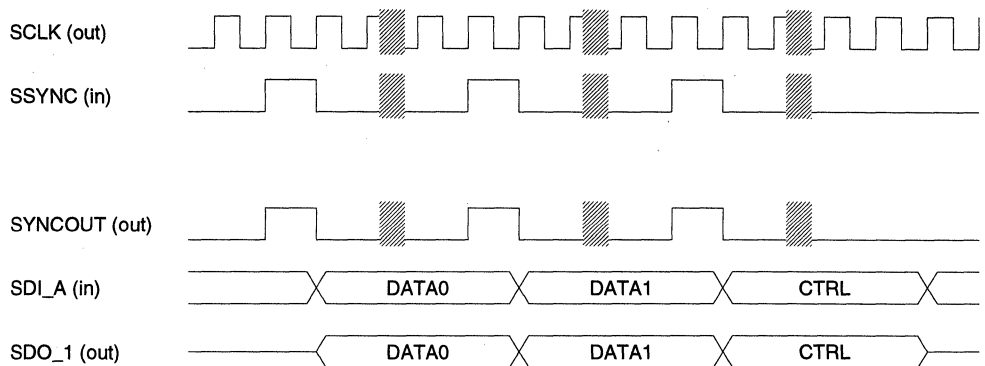 SCLK (out)
SSYNC (in)
SYNCOUT (out)
SDI_A (in) DATA0 DATA1 CTRL
SDO_1 (out) DATA0 DATA1 CTRL